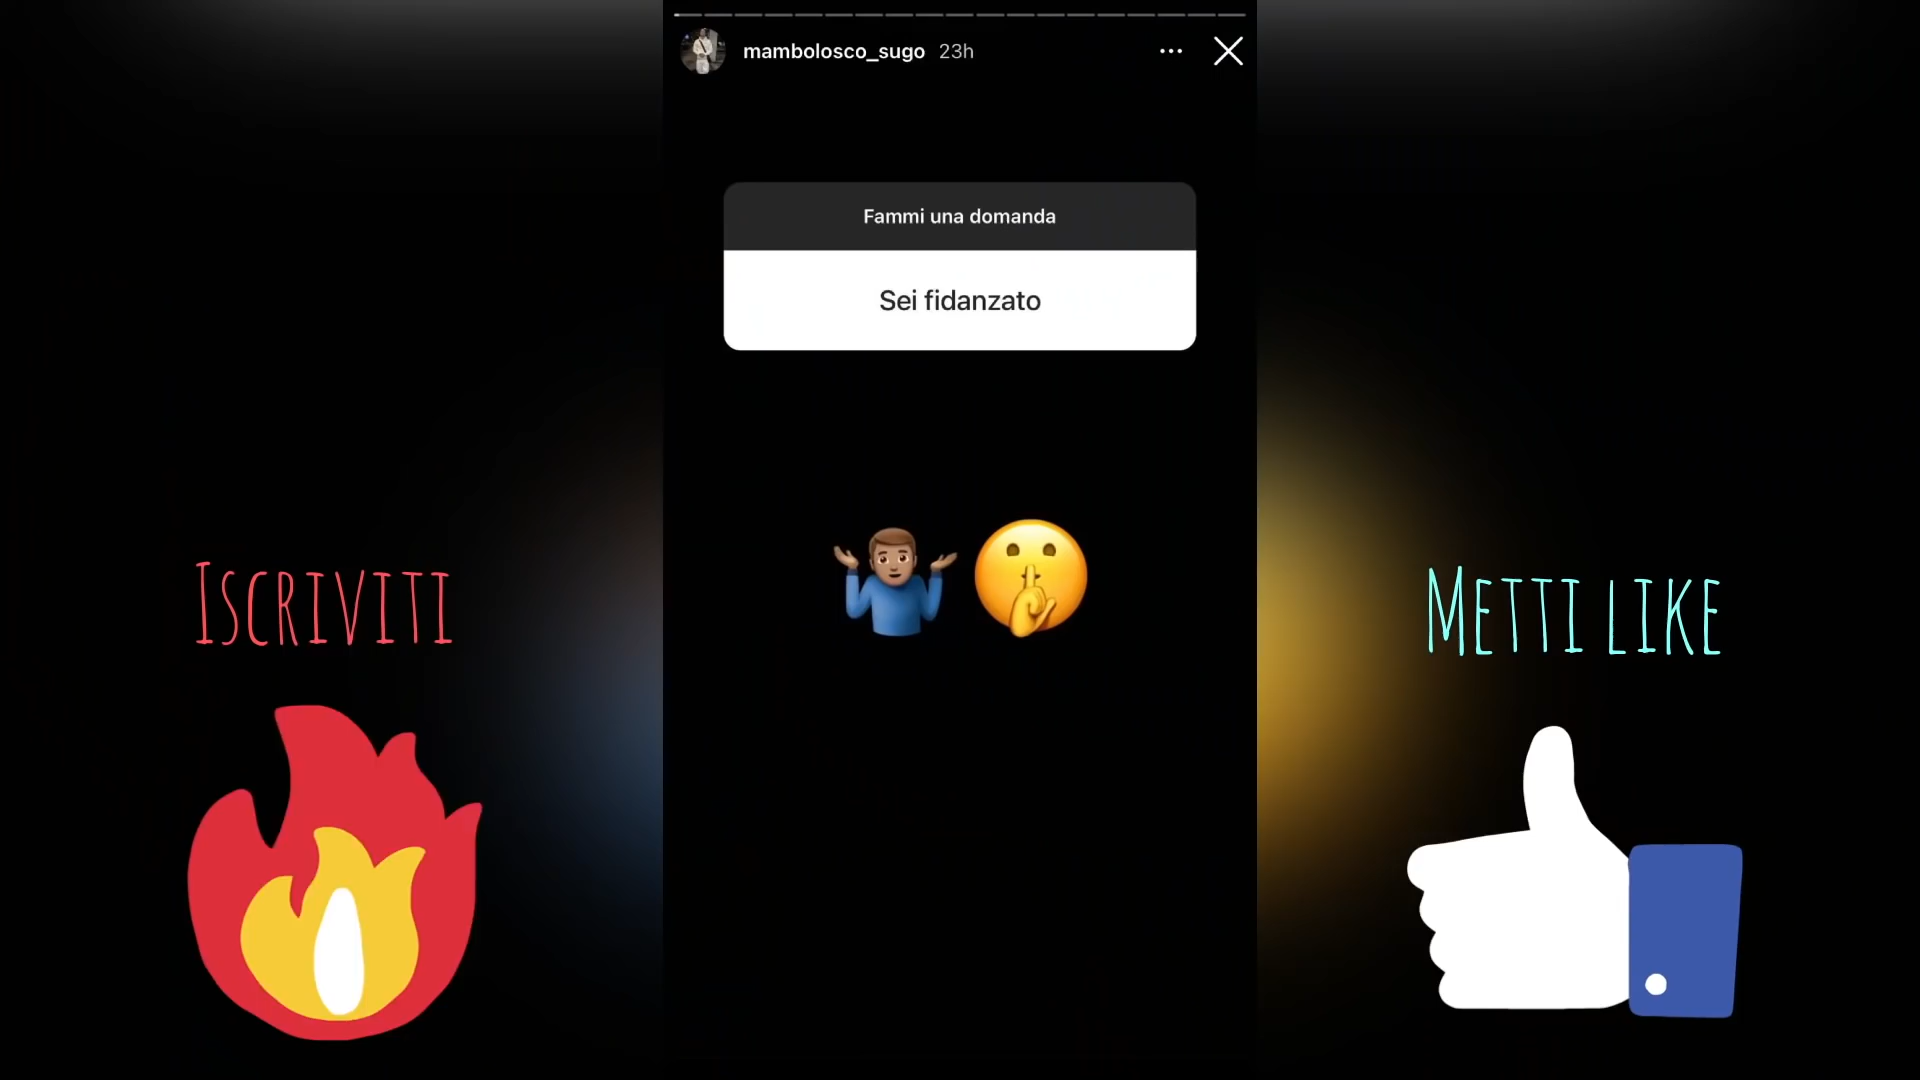 mambolosco_sugo 23h
Fammi una domanda
Sei fidanzato
Iscriviti
Metti like